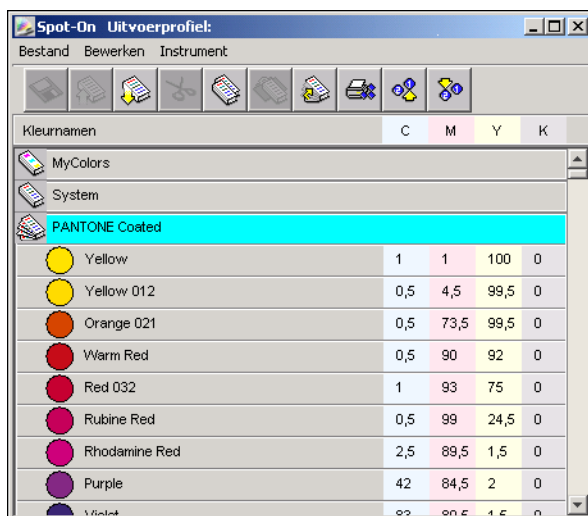 Spot-On Uitvoerprofiel:
Bestand Bewerken Instrument
Kleurnamen C M Y K
MyColors
System
PANTONE Coated
Yellow 1 1 100 0
Yellow 012 0,5 4,5 99,5 0
Orange 021 0,5 73,5 99,5 0
Warm Red 0,5 90 92 0
Red 032 1 93 75 0
Rubine Red 0,5 99 24,5 0
Rhodamine Red 2,5 89,5 1,5 0
Purple 42 84,5 2 0
Violet